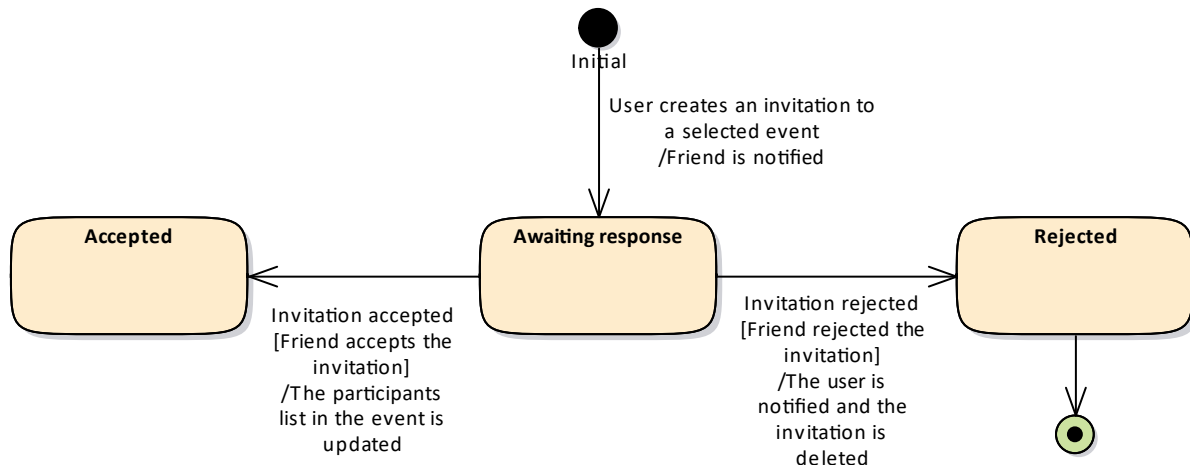 Initial
User creates an invitation to
a selected event
/Friend is notified
Accepted
Awaiting response
Rejected
Invitation accepted
[Friend accepts the
invitation]
/The participants
list in the event is
updated
Invitation rejected
[Friend rejected the
invitation]
/The user is
notified and the
invitation is
deleted